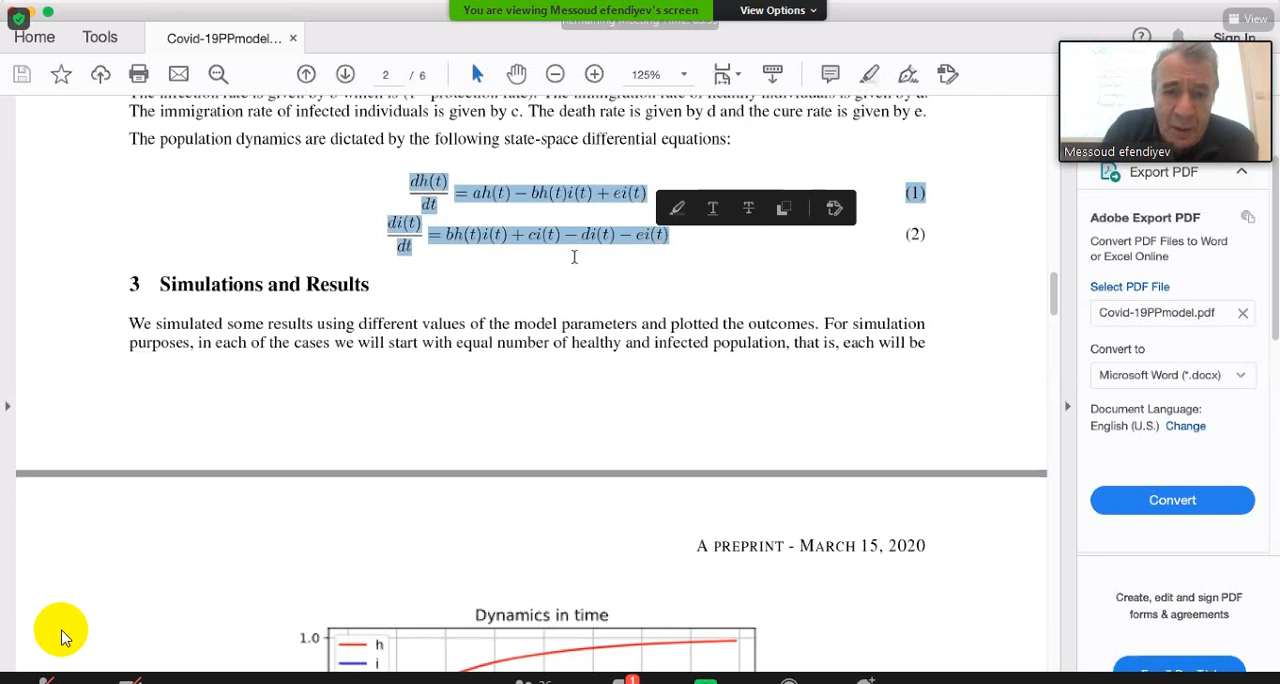 You are viewing Messoud efendiyev's screen
View Options
View
Home
Tools
Covid-19PPmodel...
Sign In
2 / 6
125%
The immigration rate of infected individuals is given by c. The death rate is given by d and the cure rate is given by e.
The population dynamics are dictated by the following state-space differential equations:
dh(t)/dt = ah(t) − bh(t)i(t) + ei(t) (1)
di(t)/dt = bh(t)i(t) + ci(t) − di(t) − ei(t) (2)
3 Simulations and Results
We simulated some results using different values of the model parameters and plotted the outcomes. For simulation
purposes, in each of the cases we will start with equal number of healthy and infected population, that is, each will be
A PREPRINT - MARCH 15, 2020
Dynamics in time
1.0
h
i
Messoud efendiyev
Export PDF
Adobe Export PDF
Convert PDF Files to Word
or Excel Online
Select PDF File
Covid-19PPmodel.pdf
Convert to
Microsoft Word (*.docx)
Document Language:
English (U.S.) Change
Convert
Create, edit and sign PDF
forms & agreements
1